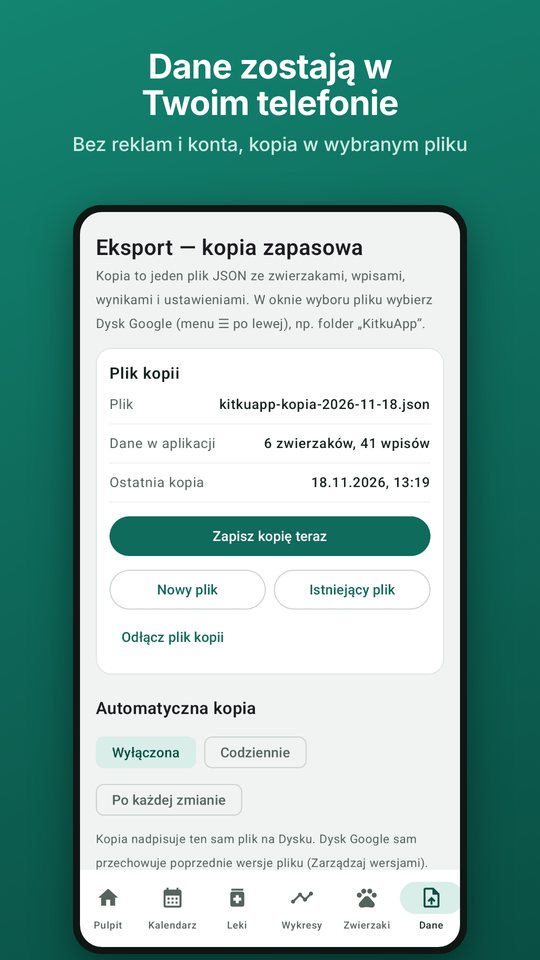 Dane zostają w
Twoim telefonie
Bez reklam i konta, kopia w wybranym pliku
Eksport — kopia zapasowa
Kopia to jeden plik JSON ze zwierzakami, wpisami,
wynikami i ustawieniami. W oknie wyboru pliku wybierz
Dysk Google (menu ☰ po lewej), np. folder „KitkuApp”.
Plik kopii
Plik kitkuapp-kopia-2026-11-18.json
Dane w aplikacji 6 zwierzaków, 41 wpisów
Ostatnia kopia 18.11.2026, 13:19
Zapisz kopię teraz
Nowy plik Istniejący plik
Odłącz plik kopii
Automatyczna kopia
Wyłączona Codziennie
Po każdej zmianie
Kopia nadpisuje ten sam plik na Dysku. Dysk Google sam
przechowuje poprzednie wersje pliku (Zarządzaj wersjami).
Pulpit Kalendarz Leki Wykresy Zwierzaki Dane